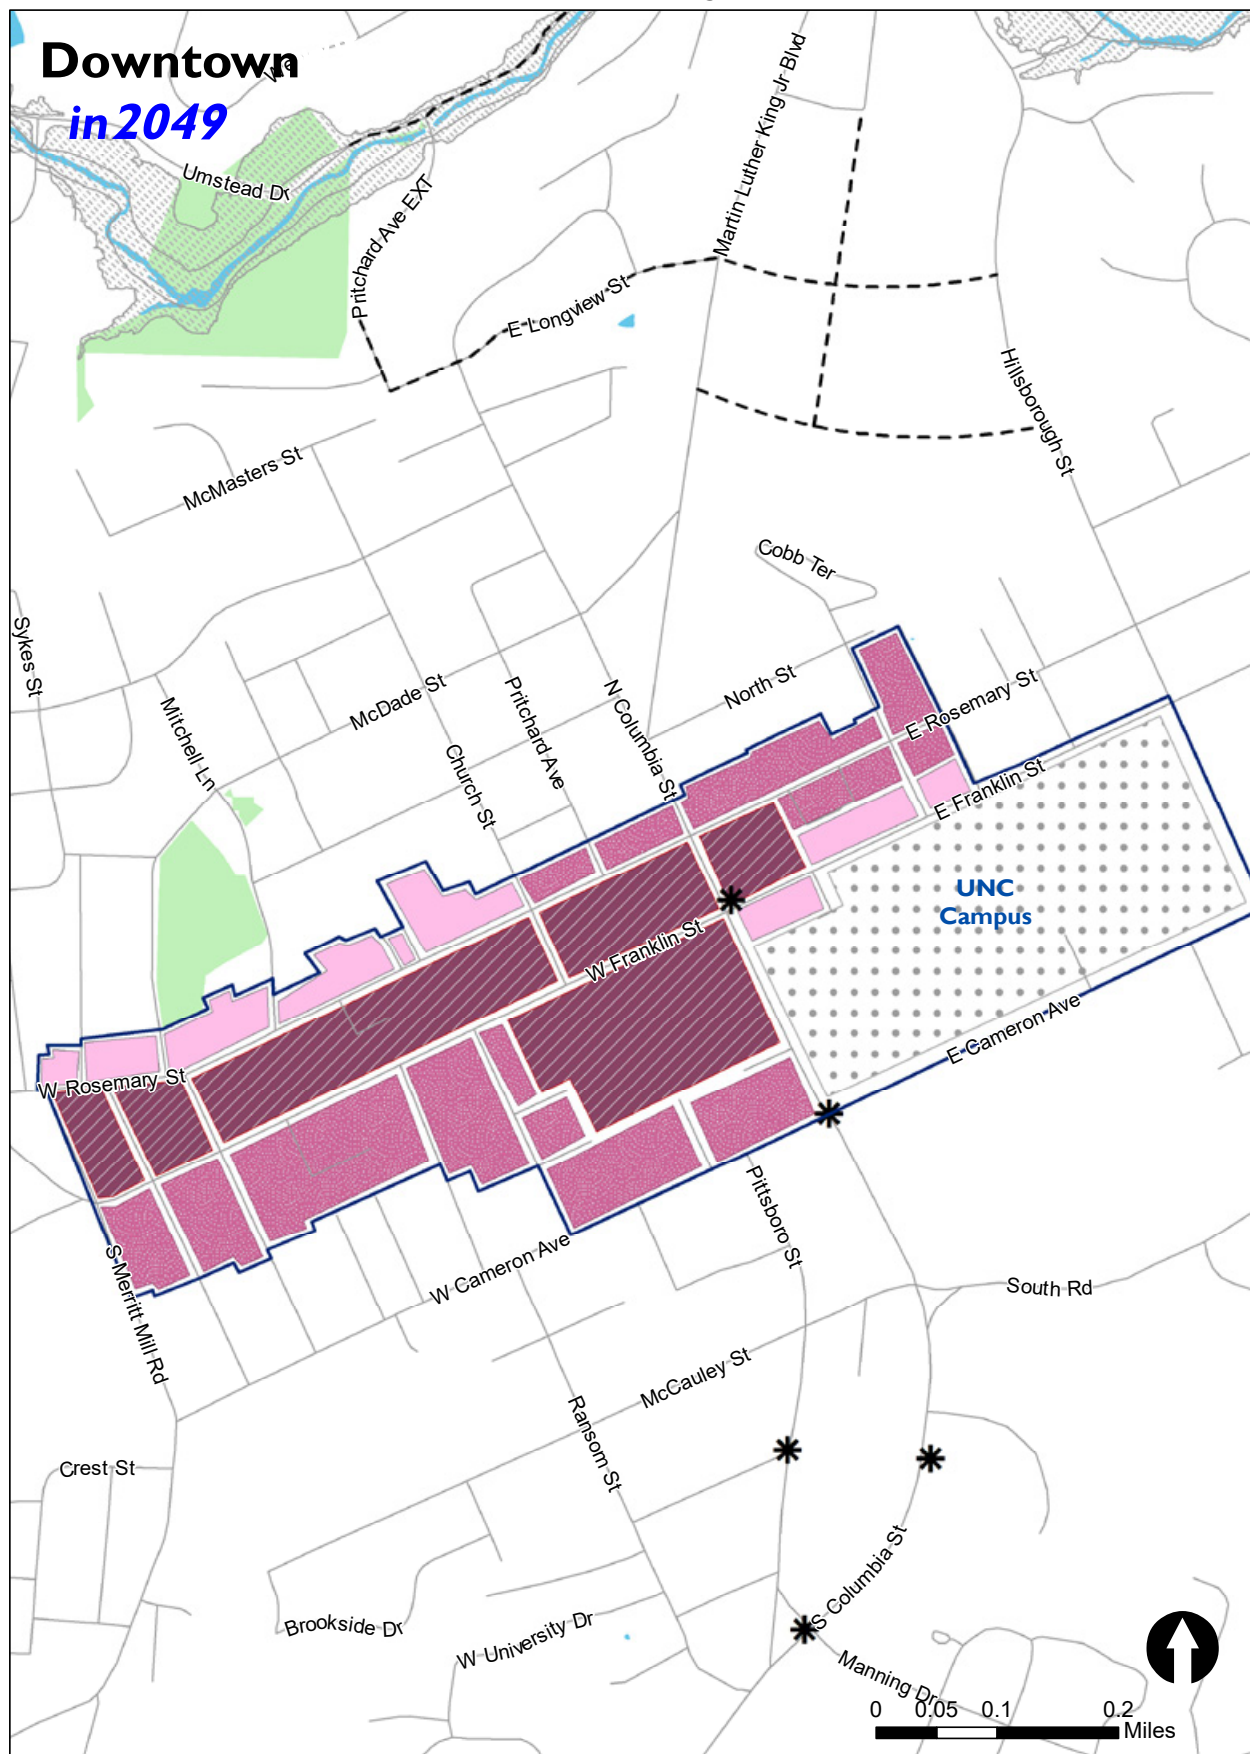 Downtown
in 2049
Martin Luther King Jr Blvd
Umstead Dr
Pritchard Ave EXT
E Longview St
Hillsborough St
McMasters St
Cobb Ter
Sykes St
Mitchell Ln
McDade St
Pritchard Ave
N Columbia St
North St
E Rosemary St
Church St
E Franklin St
UNC
Campus
W Franklin St
E Cameron Ave
W Rosemary St
Pittsboro St
S Merritt Mill Rd
W Cameron Ave
South Rd
McCauley St
Ransom St
Crest St
S Columbia St
Brookside Dr
W University Dr
Manning Dr
0 0.05 0.1 0.2
Miles